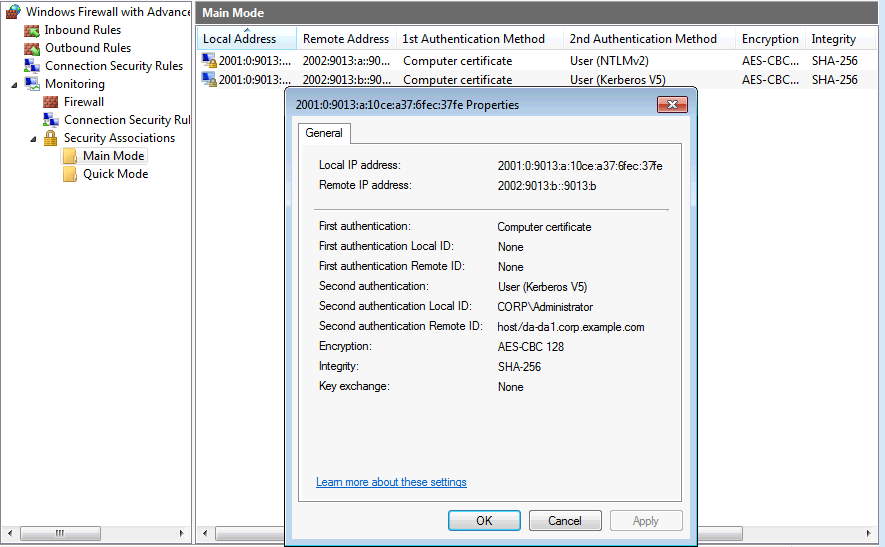 Windows Firewall with Advance
Inbound Rules
Outbound Rules
Connection Security Rules
Monitoring
Firewall
Connection Security Rul
Security Associations
Main Mode
Quick Mode
Main Mode
Local Address Remote Address 1st Authentication Method 2nd Authentication Method Encryption Integrity
2001:0:9013:... 2002:9013:a::90... Computer certificate User (NTLMv2) AES-CBC... SHA-256
2001:0:9013:... 2002:9013:b::90... Computer certificate User (Kerberos V5) AES-CBC... SHA-256
2001:0:9013:a:10ce:a37:6fec:37fe Properties
General
Local IP address: 2001:0:9013:a:10ce:a37:6fec:37fe
Remote IP address: 2002:9013:b::9013:b
First authentication: Computer certificate
First authentication Local ID: None
First authentication Remote ID: None
Second authentication: User (Kerberos V5)
Second authentication Local ID: CORP\Administrator
Second authentication Remote ID: host/da-da1.corp.example.com
Encryption: AES-CBC 128
Integrity: SHA-256
Key exchange: None
Learn more about these settings
OK Cancel Apply